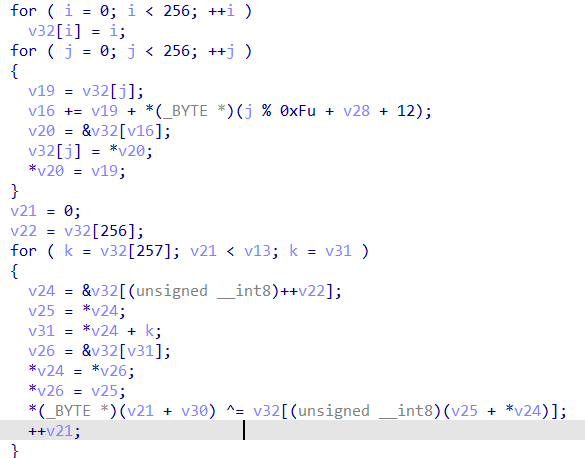 for ( i = 0; i < 256; ++i )
v32[i] = i;
for ( j = 0; j < 256; ++j )
{
v19 = v32[j];
v16 += v19 + *(_BYTE *)(j % 0xFu + v28 + 12);
v20 = &v32[v16];
v32[j] = *v20;
*v20 = v19;
}
v21 = 0;
v22 = v32[256];
for ( k = v32[257]; v21 < v13; k = v31 )
{
v24 = &v32[(unsigned __int8)++v22];
v25 = *v24;
v31 = *v24 + k;
v26 = &v32[v31];
*v24 = *v26;
*v26 = v25;
*(_BYTE *)(v21 + v30) ^= v32[(unsigned __int8)(v25 + *v24)];
++v21;
}